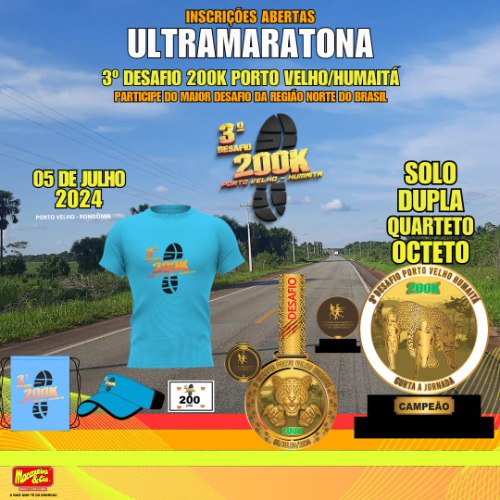 INSCRIÇÕES ABERTAS
ULTRAMARATONA
3º DESAFIO 200K PORTO VELHO/HUMAITÁ
PARTICIPE DO MAIOR DESAFIO DA REGIÃO NORTE DO BRASIL
3º
DESAFIO
200K
PORTO VELHO - HUMAITÁ
05 DE JULHO
2024
PORTO VELHO - RONDÔNIA
SOLO
DUPLA
QUARTETO
OCTETO
3º
200K
DESAFIO
3º DESAFIO PORTO VELHO HUMAITÁ
200K
CURTA A JORNADA
CAMPEÃO
3º
200K
200
200K